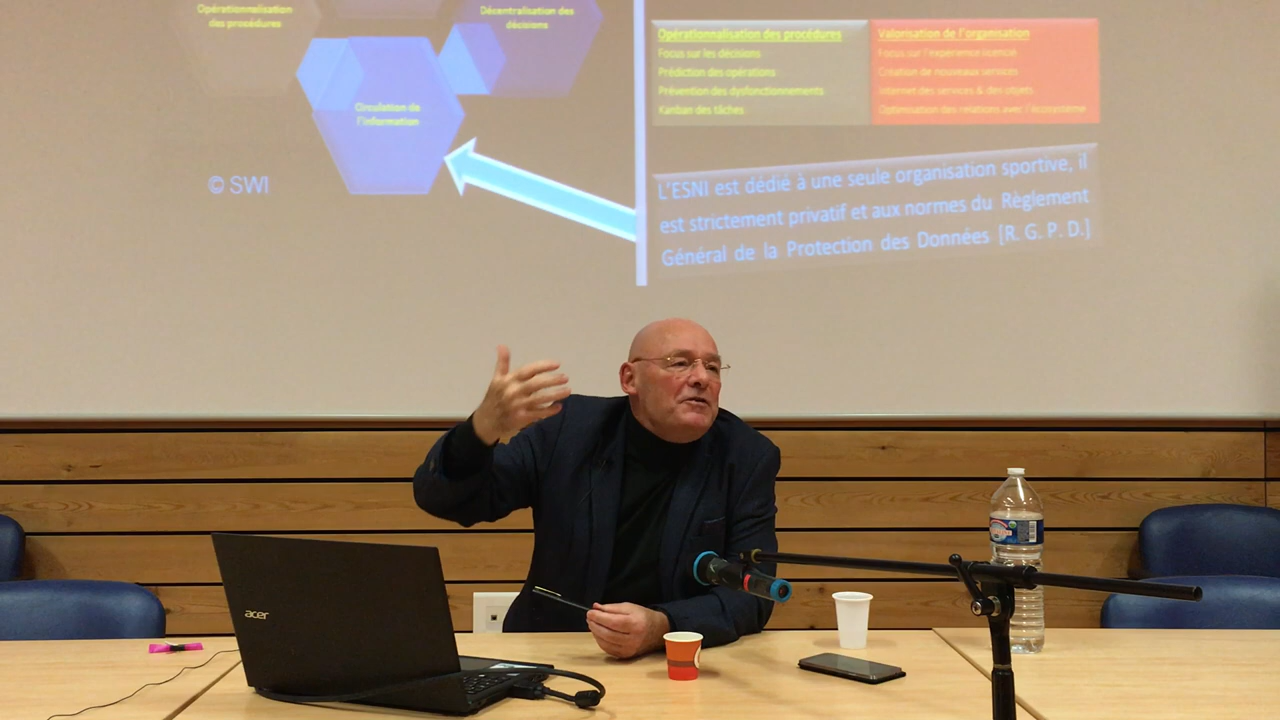 Opérationnalisation
des procédures
Décentralisation des
décisions
Circulation de
l'information
© SWI
Opérationnalisation des procédures
Focus sur les décisions
Prédiction des opérations
Prévention des dysfonctionnements
Kanban des tâches
Valorisation de l'organisation
Focus sur l'expérience licencié
Création de nouveaux services
Internet des services & des objets
Optimisation des relations avec l'écosystème
L'ESNI est dédié à une seule organisation sportive, il
est strictement privatif et aux normes du Règlement
Général de la Protection des Données [R. G. P. D.]
acer